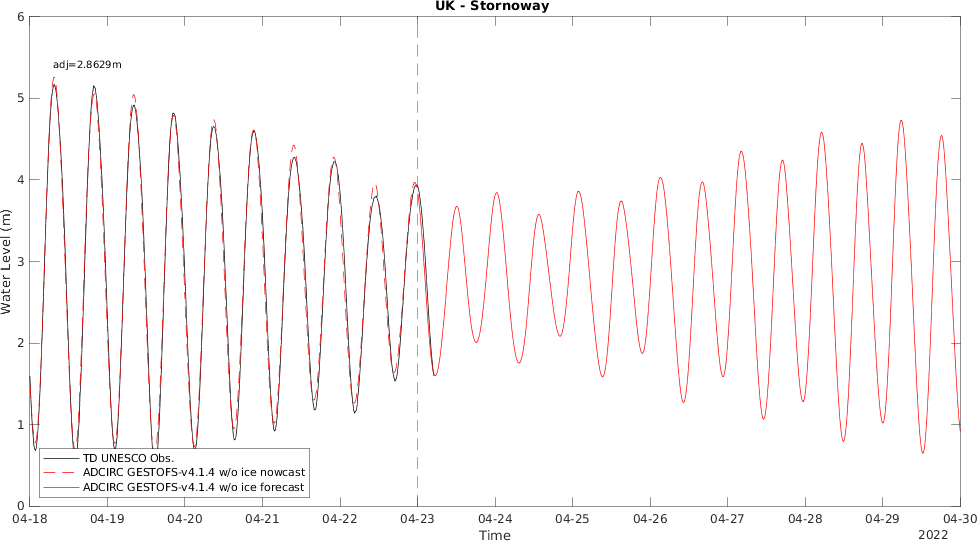 UK - Stornoway
6
adj=2.8629m
5
4
3
2
1
0
Water Level (m)
TD UNESCO Obs.
ADCIRC GESTOFS-v4.1.4 w/o ice nowcast
ADCIRC GESTOFS-v4.1.4 w/o ice forecast
04-18 04-19 04-20 04-21 04-22 04-23 04-24 04-25 04-26 04-27 04-28 04-29 04-30
Time
2022